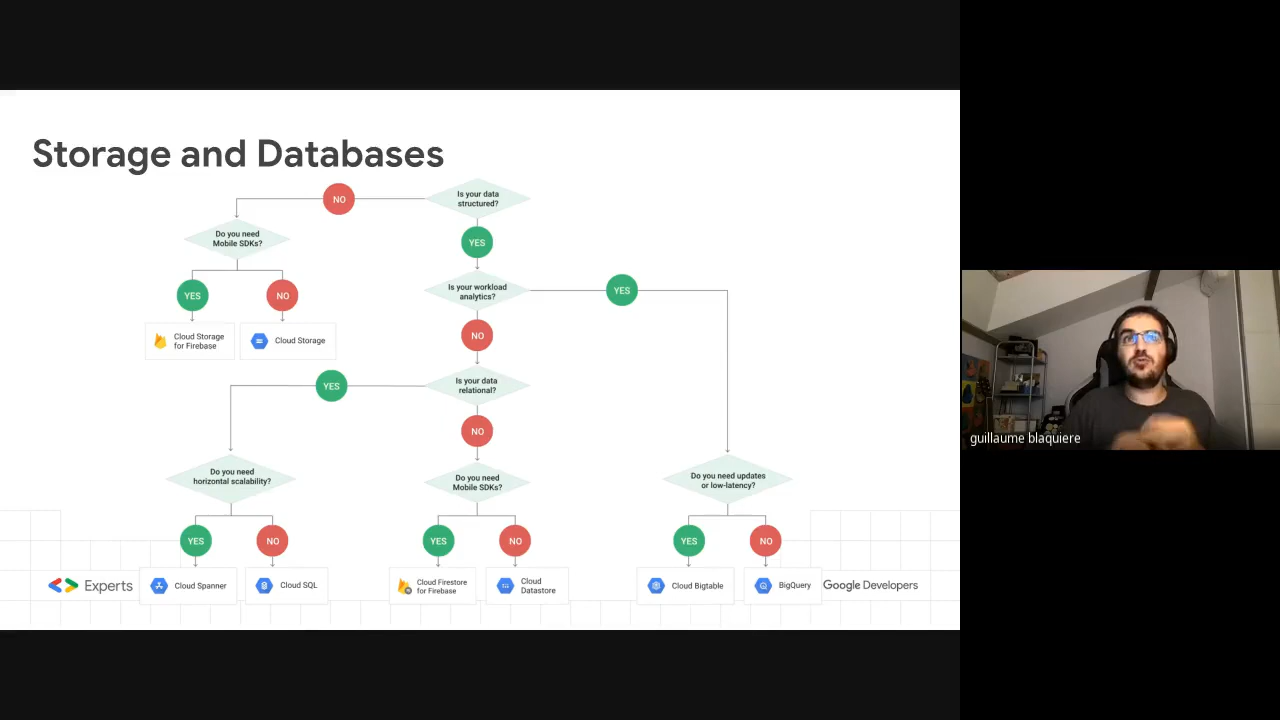 Storage and Databases
Is your data
structured?
NO
YES
Do you need
Mobile SDKs?
YES
NO
Cloud Storage
for Firebase
Cloud Storage
Is your workload
analytics?
YES
NO
Is your data
relational?
YES
NO
Do you need
horizontal scalability?
YES
NO
Cloud Spanner
Cloud SQL
Do you need
Mobile SDKs?
YES
NO
Cloud Firestore
for Firebase
Cloud
Datastore
Do you need updates
or low-latency?
YES
NO
Cloud Bigtable
BigQuery
Experts
Google Developers
guillaume blaquiere